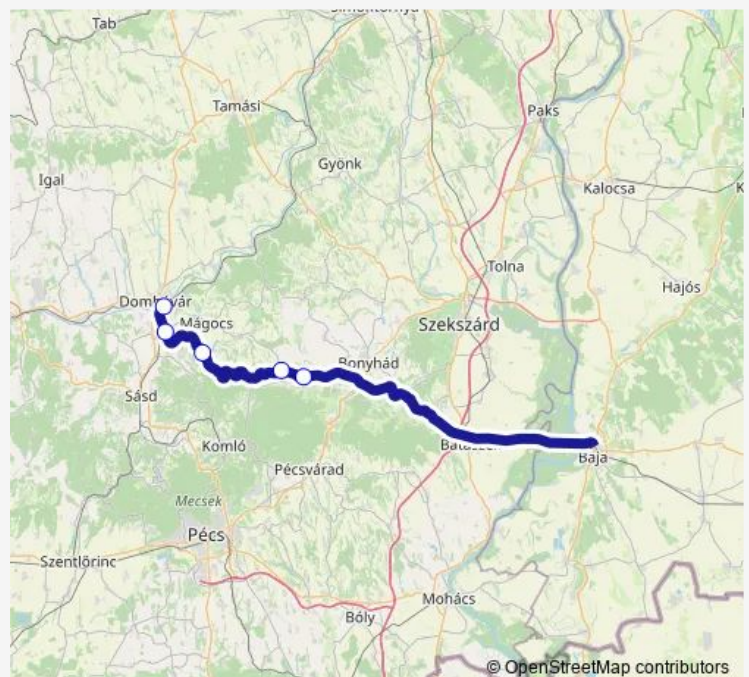 Tab
Tamási
Paks
Gyönk
Igal
Kalocsa
Tolna
Hajós
Mágocs
Szekszárd
Bonyhád
Sásd
Komló
Baja
Pécsvárad
Mecsek
Pécs
Szentlőrinc
Mohács
Bóly
© OpenStreetMap contributors